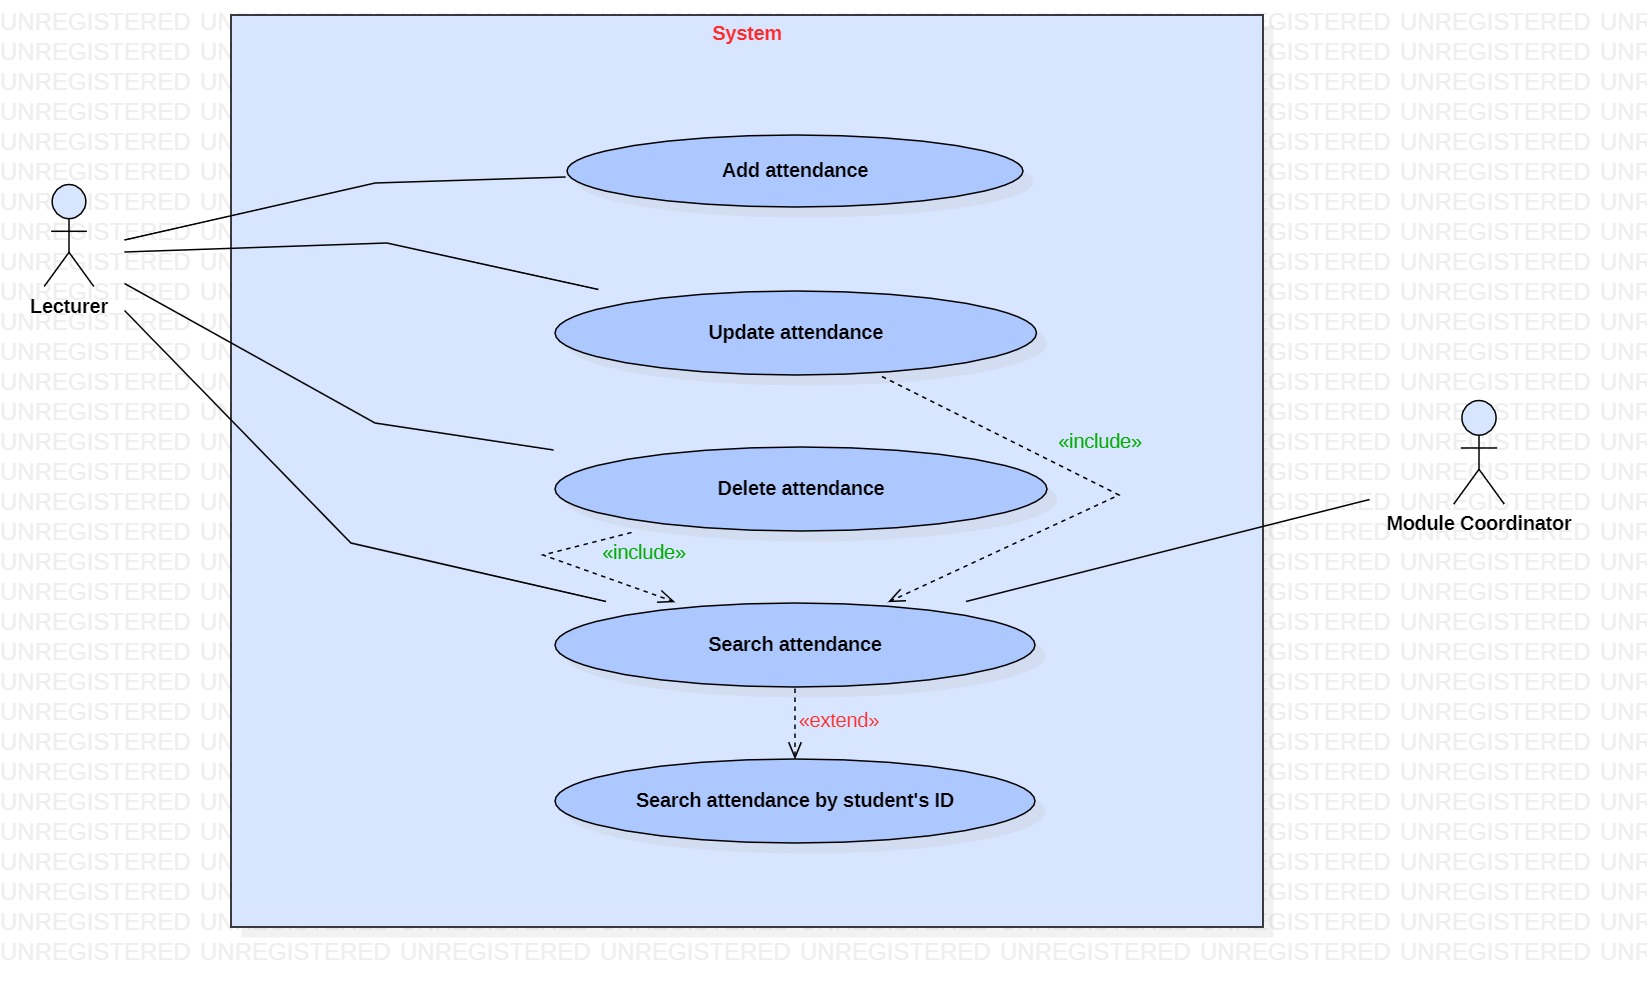 System
Add attendance
Lecturer
Update attendance
«include»
Delete attendance
Module Coordinator
«include»
Search attendance
«extend»
Search attendance by student's ID
UNREGISTERED UNREGISTERED UNREGISTERED UNREGISTERED UNREGISTERED UNREGISTERED UNREGISTERED UNREGISTERED UNR